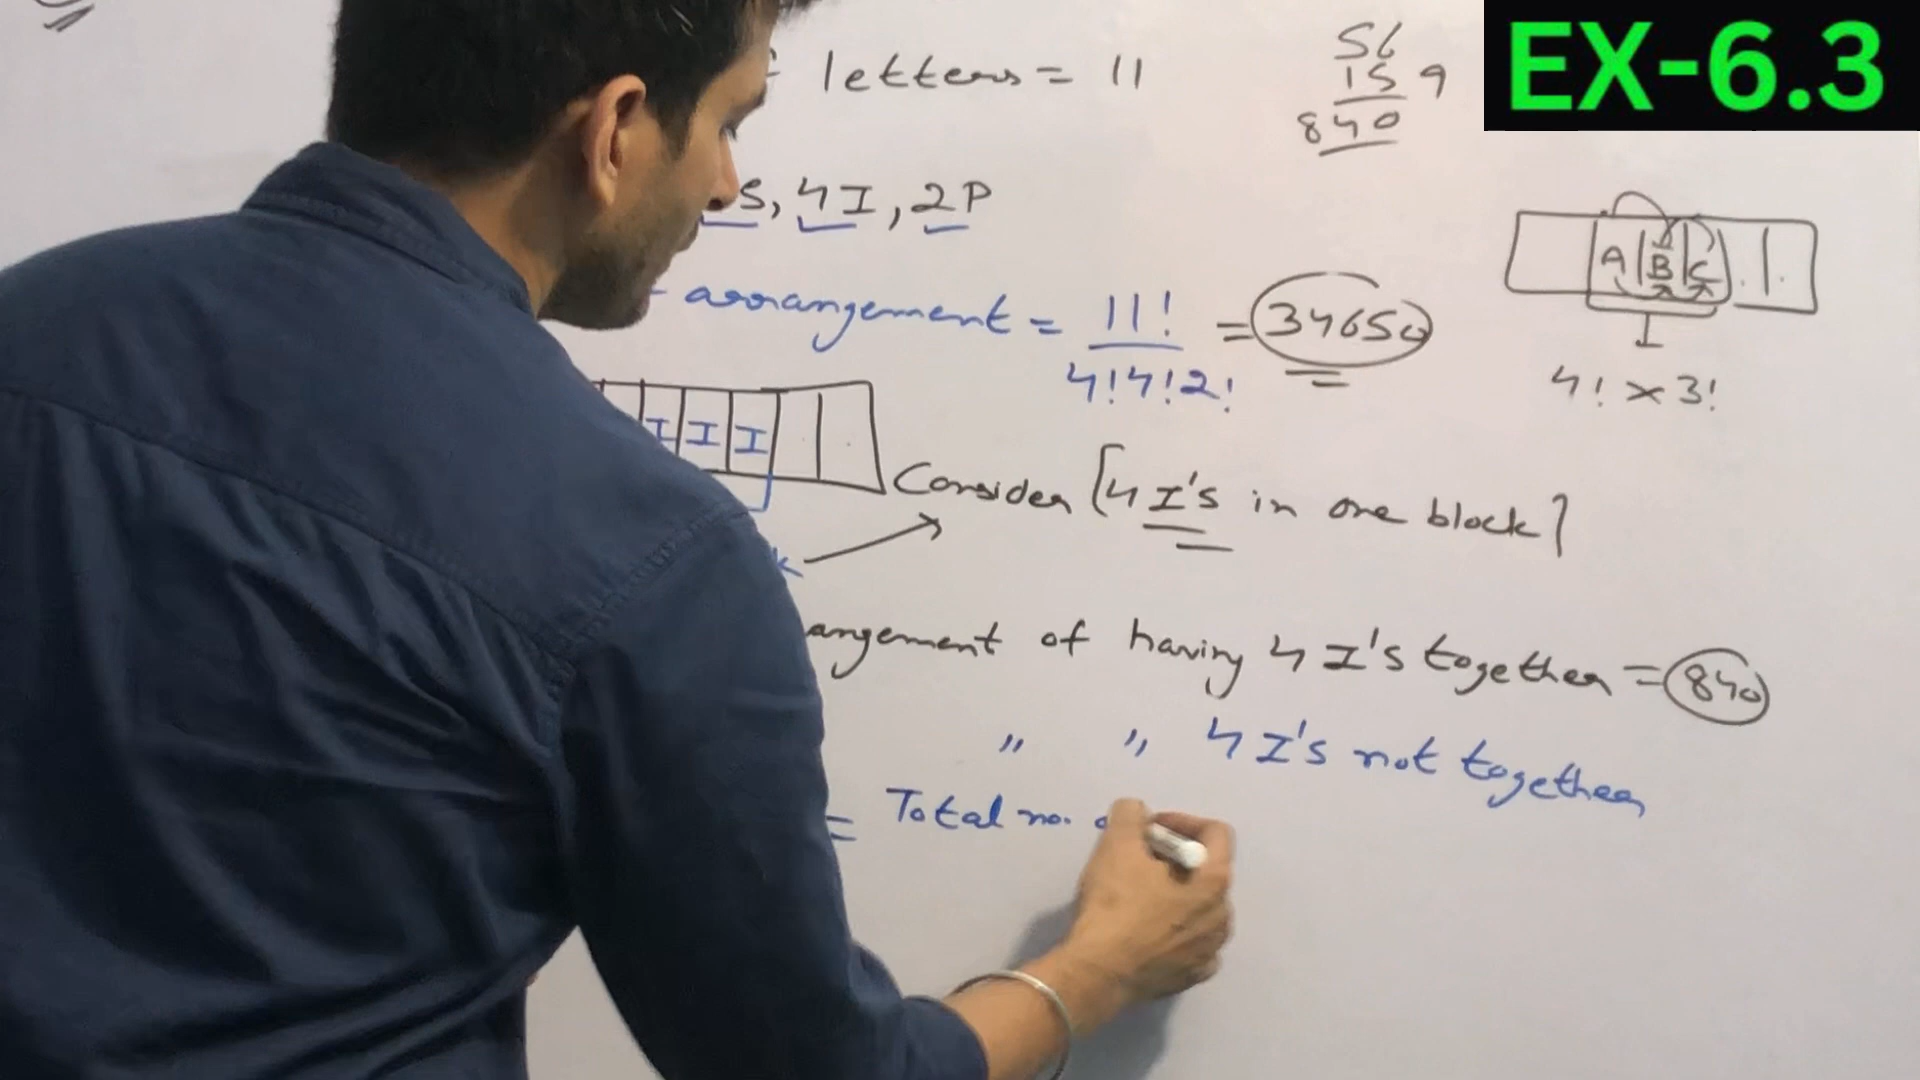 letters = 11
56
15 9
840
EX-6.3
S, 4I, 2P
arrangement = 11! / 4!4!2! = 34650
A B C
I
4! × 3!
I I I
Consider [4 I's in one block]
angement of having 4 I's together = 840
" " 4 I's not together
= Total no.